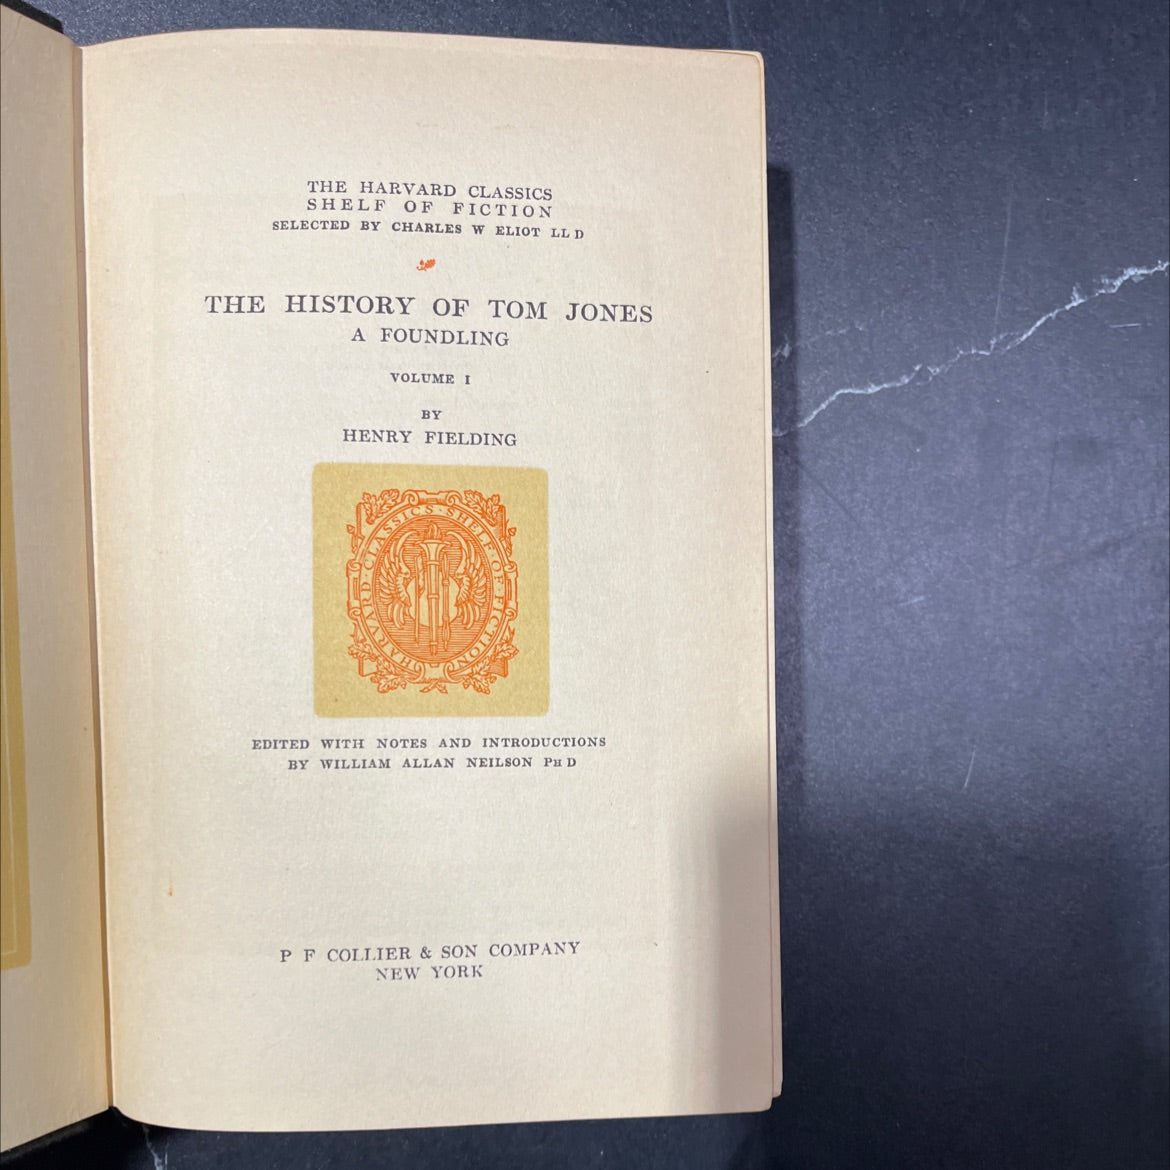 THE HARVARD CLASSICS
SHELF OF FICTION
SELECTED BY CHARLES W ELIOT LL D
THE HISTORY OF TOM JONES
A FOUNDLING
VOLUME I
BY
HENRY FIELDING
HARVARD·CLASSICS·SHELF·OF·FICTION
EDITED WITH NOTES AND INTRODUCTIONS
BY WILLIAM ALLAN NEILSON PH D
P F COLLIER & SON COMPANY
NEW YORK